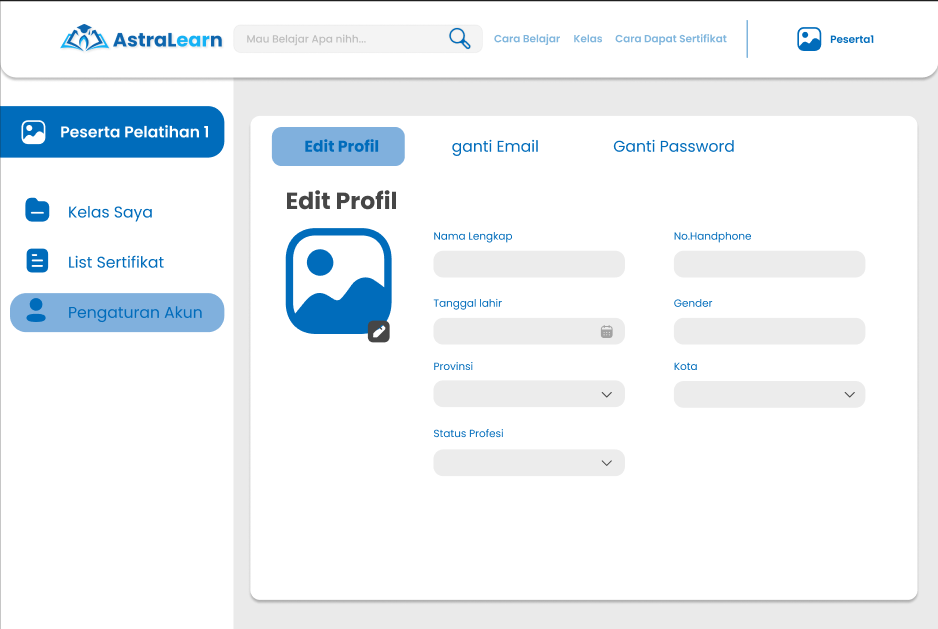 AstraLearn
Mau Belajar Apa nihh...
Cara Belajar
Kelas
Cara Dapat Sertifikat
Peserta1
Peserta Pelatihan 1
Kelas Saya
List Sertifikat
Pengaturan Akun
Edit Profil
ganti Email
Ganti Password
Edit Profil
Nama Lengkap
No.Handphone
Tanggal lahir
Gender
Provinsi
Kota
Status Profesi